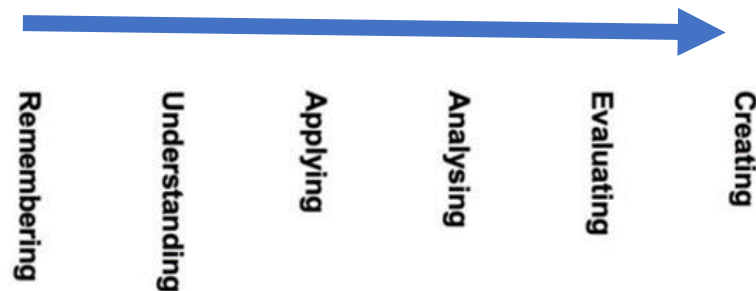 Remembering
Understanding
Applying
Analysing
Evaluating
Creating